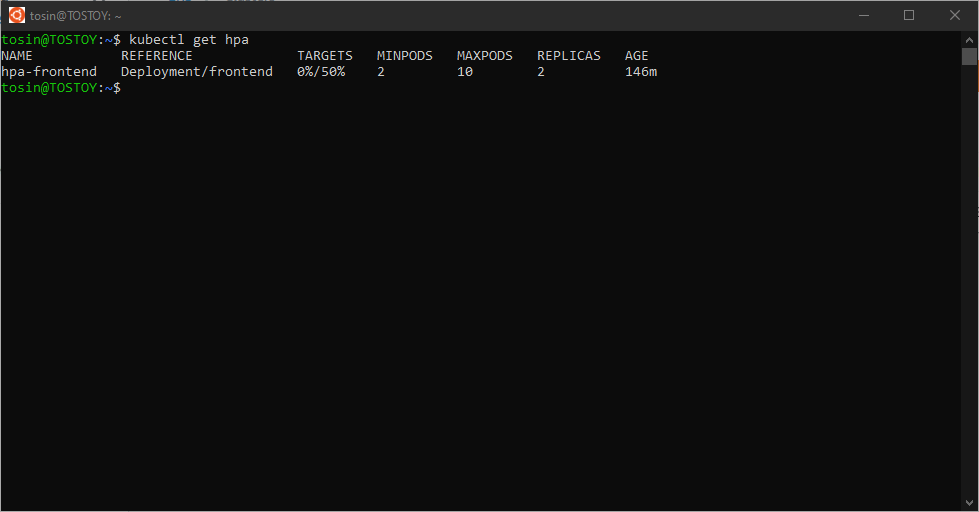 tosin@TOSTOY: ~
tosin@TOSTOY:~$ kubectl get hpa
NAME           REFERENCE             TARGETS   MINPODS   MAXPODS   REPLICAS   AGE
hpa-frontend   Deployment/frontend   0%/50%    2         10        2          146m
tosin@TOSTOY:~$